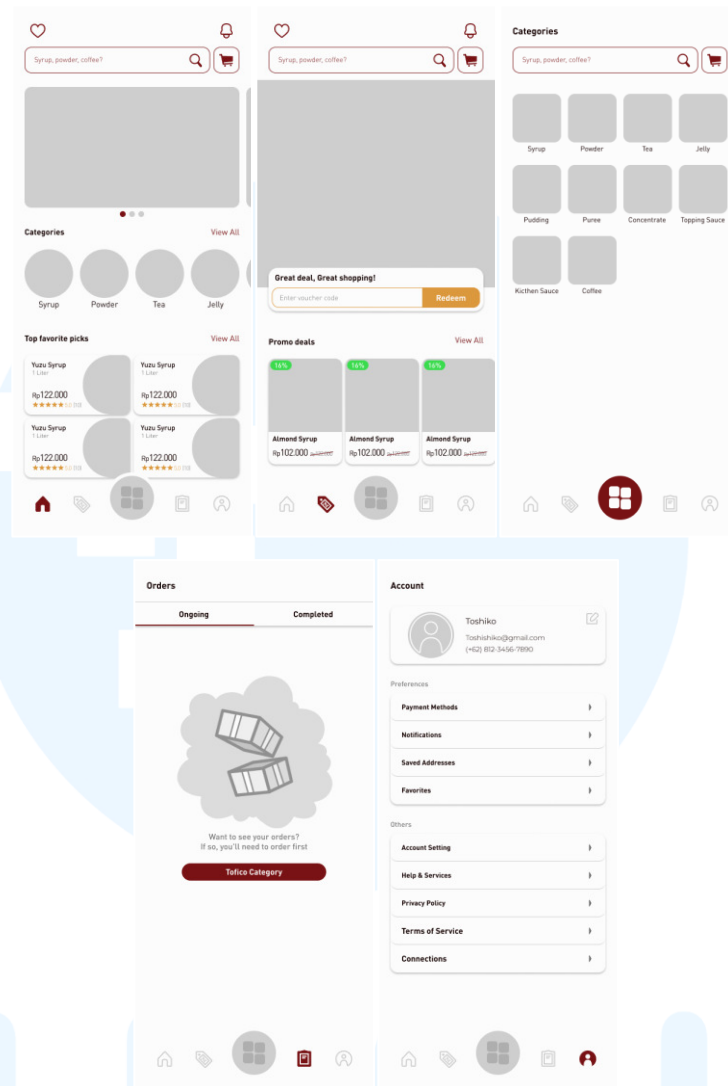 Syrup, powder, coffee?
Categories
View All
Syrup
Powder
Tea
Jelly
Top favorite picks
View All
Yuzu Syrup
1 Liter
Rp122.000
Yuzu Syrup
1 Liter
Rp122.000
Yuzu Syrup
1 Liter
Rp122.000
Yuzu Syrup
1 Liter
Rp122.000
Syrup, powder, coffee?
Great deal, Great shopping!
Enter voucher code
Redeem
Promo deals
View All
16%
16%
16%
Almond Syrup
Rp102.000
Almond Syrup
Rp102.000
Almond Syrup
Rp102.000
Categories
Syrup, powder, coffee?
Syrup
Powder
Tea
Jelly
Pudding
Puree
Concentrate
Topping Sauce
Kicthen Sauce
Coffee
Orders
Ongoing
Completed
Want to see your orders?
If so, you'll need to order first
Tofico Category
Account
Toshiko
Toshishiko@gmail.com
(+62) 812-3456-7890
Preferences
Payment Methods
Notifications
Saved Addresses
Favorites
Others
Account Setting
Help & Services
Privacy Policy
Terms of Service
Connections